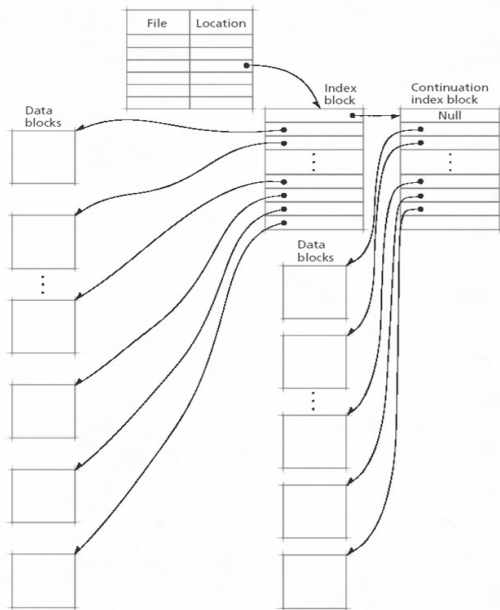 File Location
Index
block
Continuation
index block
Null
Data
blocks
Data
blocks